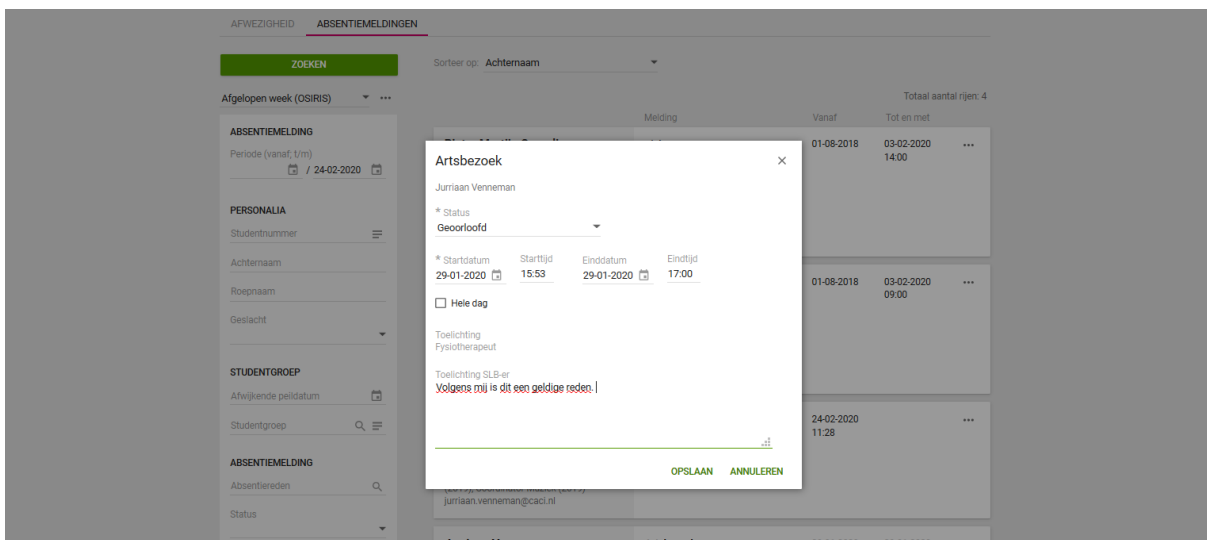 AFWEZIGHEID ABSENTIEMELDINGEN
ZOEKEN
Sorteer op: Achternaam
Afgelopen week (OSIRIS) ...
Totaal aantal rijen: 4
Melding Vanaf Tot en met
ABSENTIEMELDING
Periode (vanaf; t/m)
/ 24-02-2020
PERSONALIA
Studentnummer
Achternaam
Roepnaam
Geslacht
STUDENTGROEP
Afwijkende peildatum
Studentgroep
ABSENTIEMELDING
Absentiereden
Status
Artsbezoek
Jurriaan Venneman
* Status
Geoorloofd
* Startdatum Starttijd Einddatum Eindtijd
29-01-2020 15:53 29-01-2020 17:00
Hele dag
Toelichting
Fysiotherapeut
Toelichting SLB-er
Volgens mij is dit een geldige reden.
OPSLAAN ANNULEREN
01-08-2018 03-02-2020 ...
14:00
01-08-2018 03-02-2020 ...
09:00
24-02-2020 ...
11:28
jurriaan.venneman@caci.nl